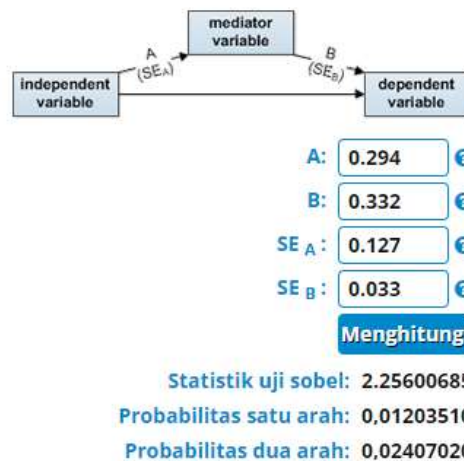 mediator
variable
A
(SEA)
B
(SEB)
independent
variable
dependent
variable
A: 0.294
B: 0.332
SE A : 0.127
SE B : 0.033
Menghitung!
Statistik uji sobel: 2.25600685
Probabilitas satu arah: 0,01203510
Probabilitas dua arah: 0,02407020